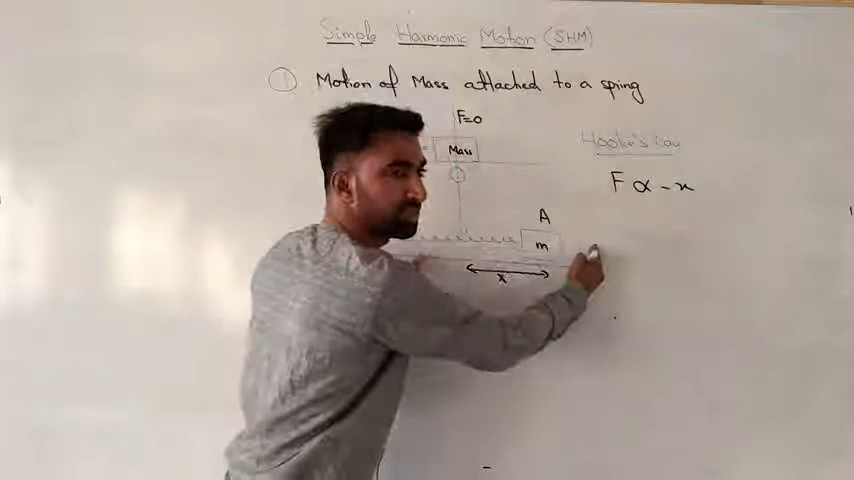 Simple Harmonic Motion (SHM)
① Motion of Mass attached to a spring
F=0
Mass
Hooke's Law
F α - x
A
m
x